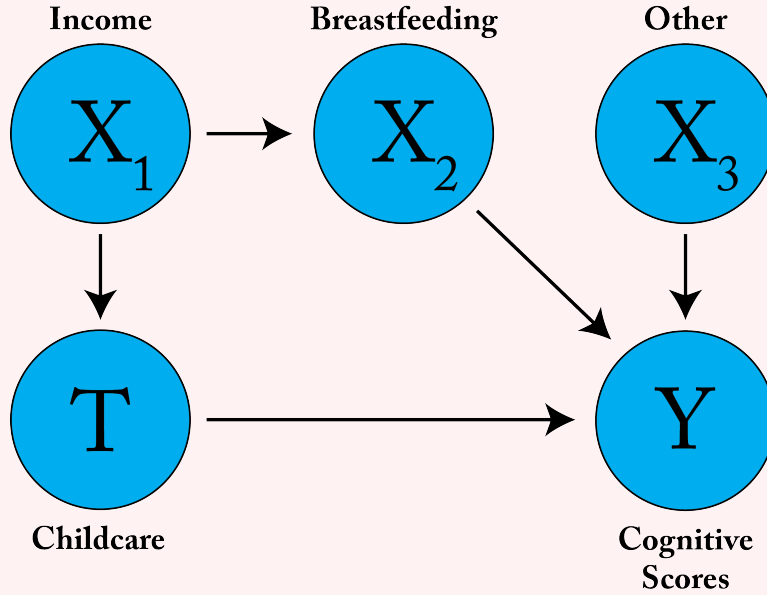 Income Breastfeeding Other
X₁ X₂ X₃
T Y
Childcare Cognitive
Scores